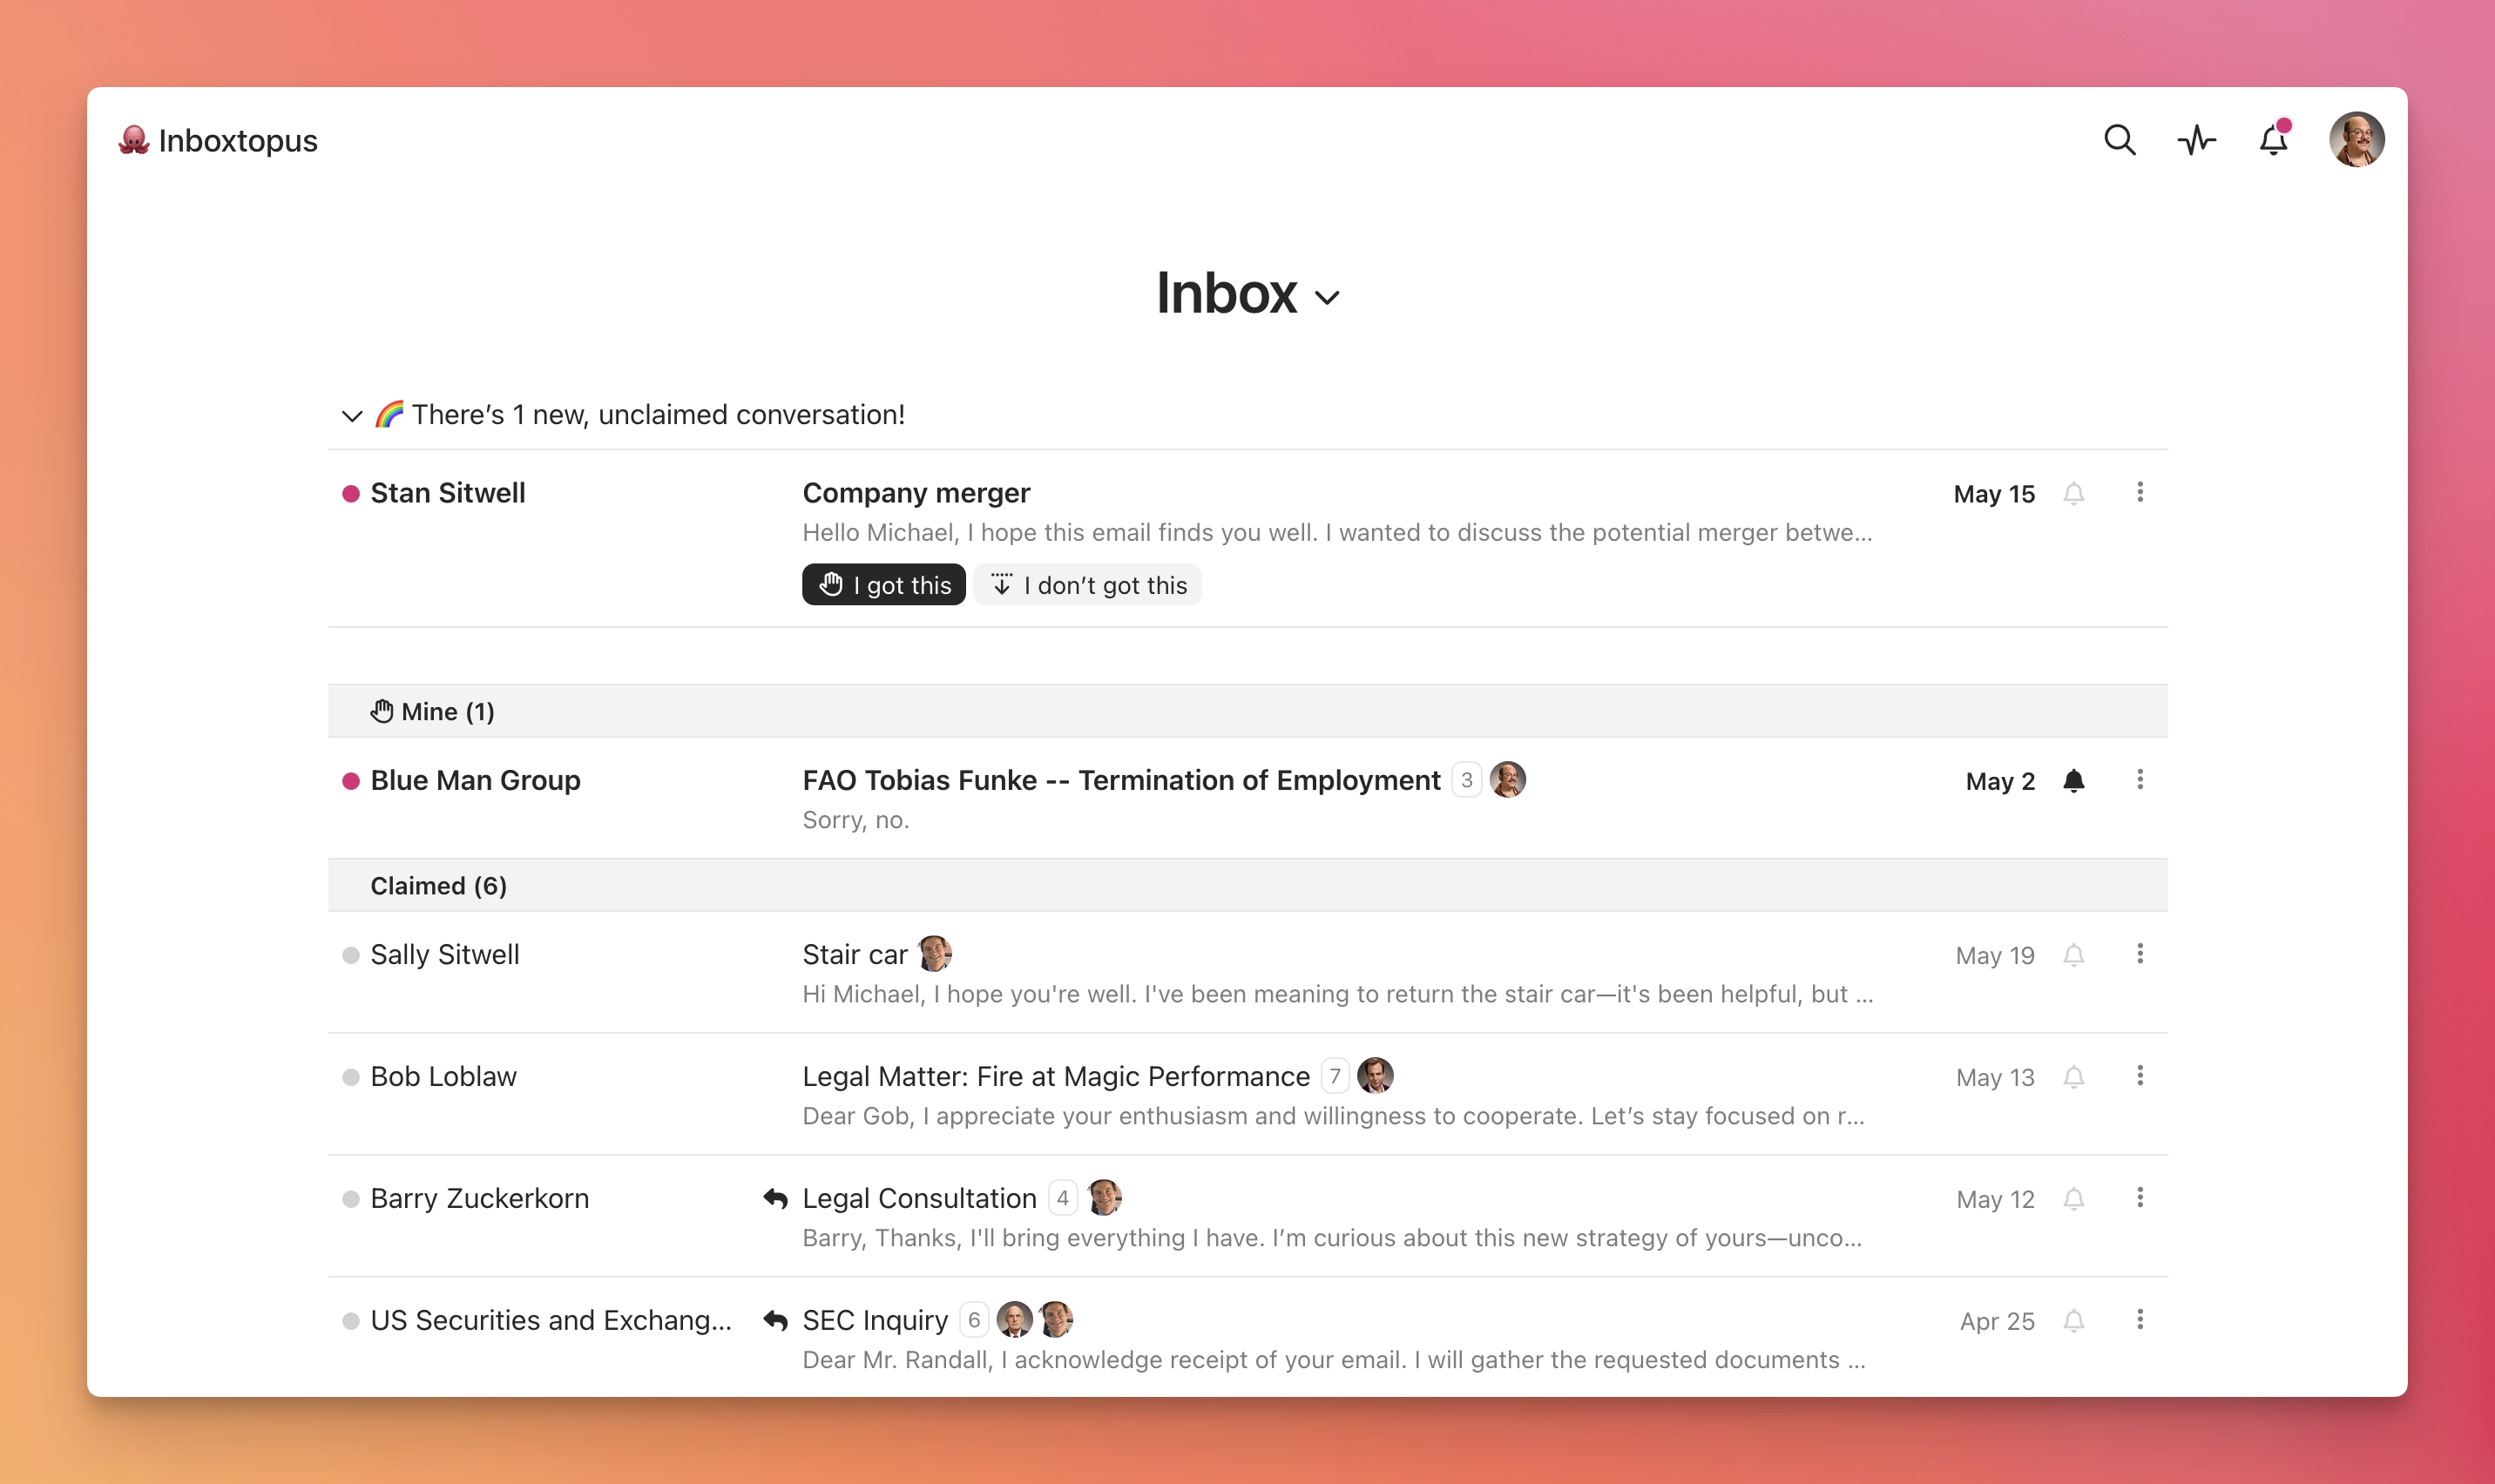 Inboxtopus
Inbox
There’s 1 new, unclaimed conversation!
Stan Sitwell
Company merger
May 15
Hello Michael, I hope this email finds you well. I wanted to discuss the potential merger betwe...
I got this
I don’t got this
Mine (1)
Blue Man Group
FAO Tobias Funke -- Termination of Employment 3
May 2
Sorry, no.
Claimed (6)
Sally Sitwell
Stair car
May 19
Hi Michael, I hope you're well. I've been meaning to return the stair car—it's been helpful, but ...
Bob Loblaw
Legal Matter: Fire at Magic Performance 7
May 13
Dear Gob, I appreciate your enthusiasm and willingness to cooperate. Let’s stay focused on r...
Barry Zuckerkorn
Legal Consultation 4
May 12
Barry, Thanks, I'll bring everything I have. I’m curious about this new strategy of yours—unco...
US Securities and Exchang...
SEC Inquiry 6
Apr 25
Dear Mr. Randall, I acknowledge receipt of your email. I will gather the requested documents ...